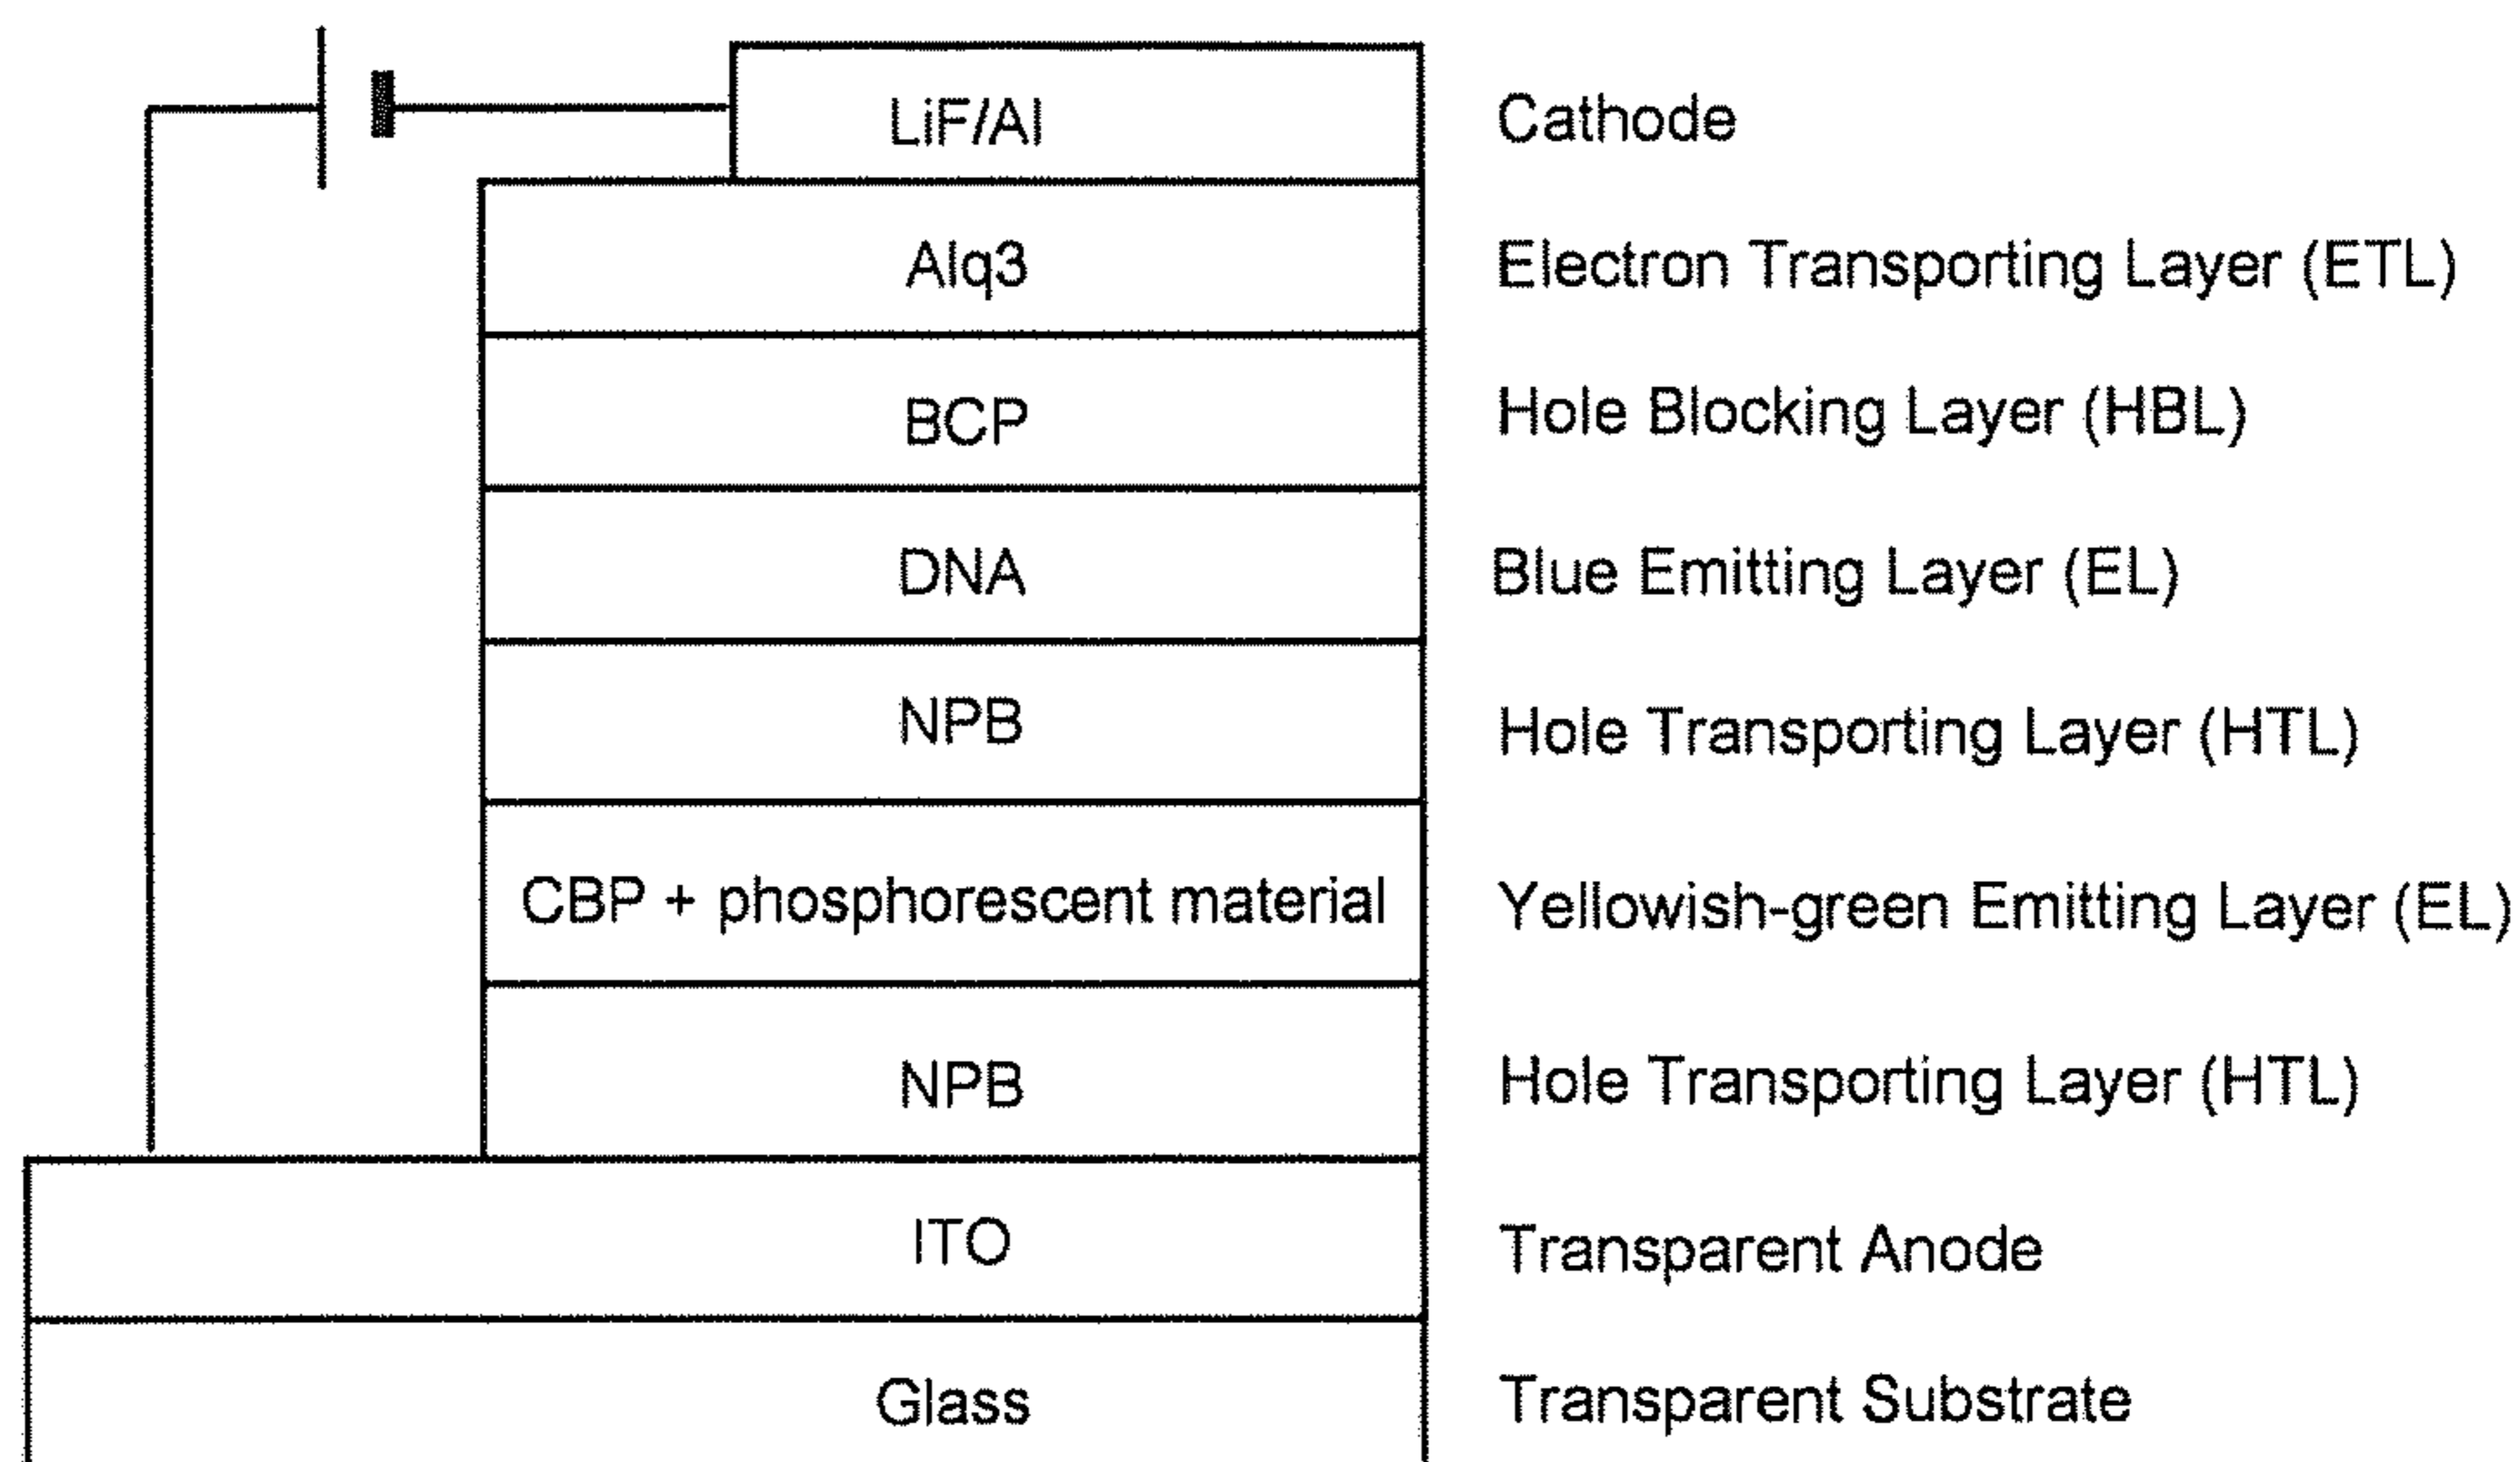 LiF/Al Cathode
Alq3 Electron Transporting Layer (ETL)
BCP Hole Blocking Layer (HBL)
DNA Blue Emitting Layer (EL)
NPB Hole Transporting Layer (HTL)
CBP + phosphorescent material Yellowish-green Emitting Layer (EL)
NPB Hole Transporting Layer (HTL)
ITO Transparent Anode
Glass Transparent Substrate